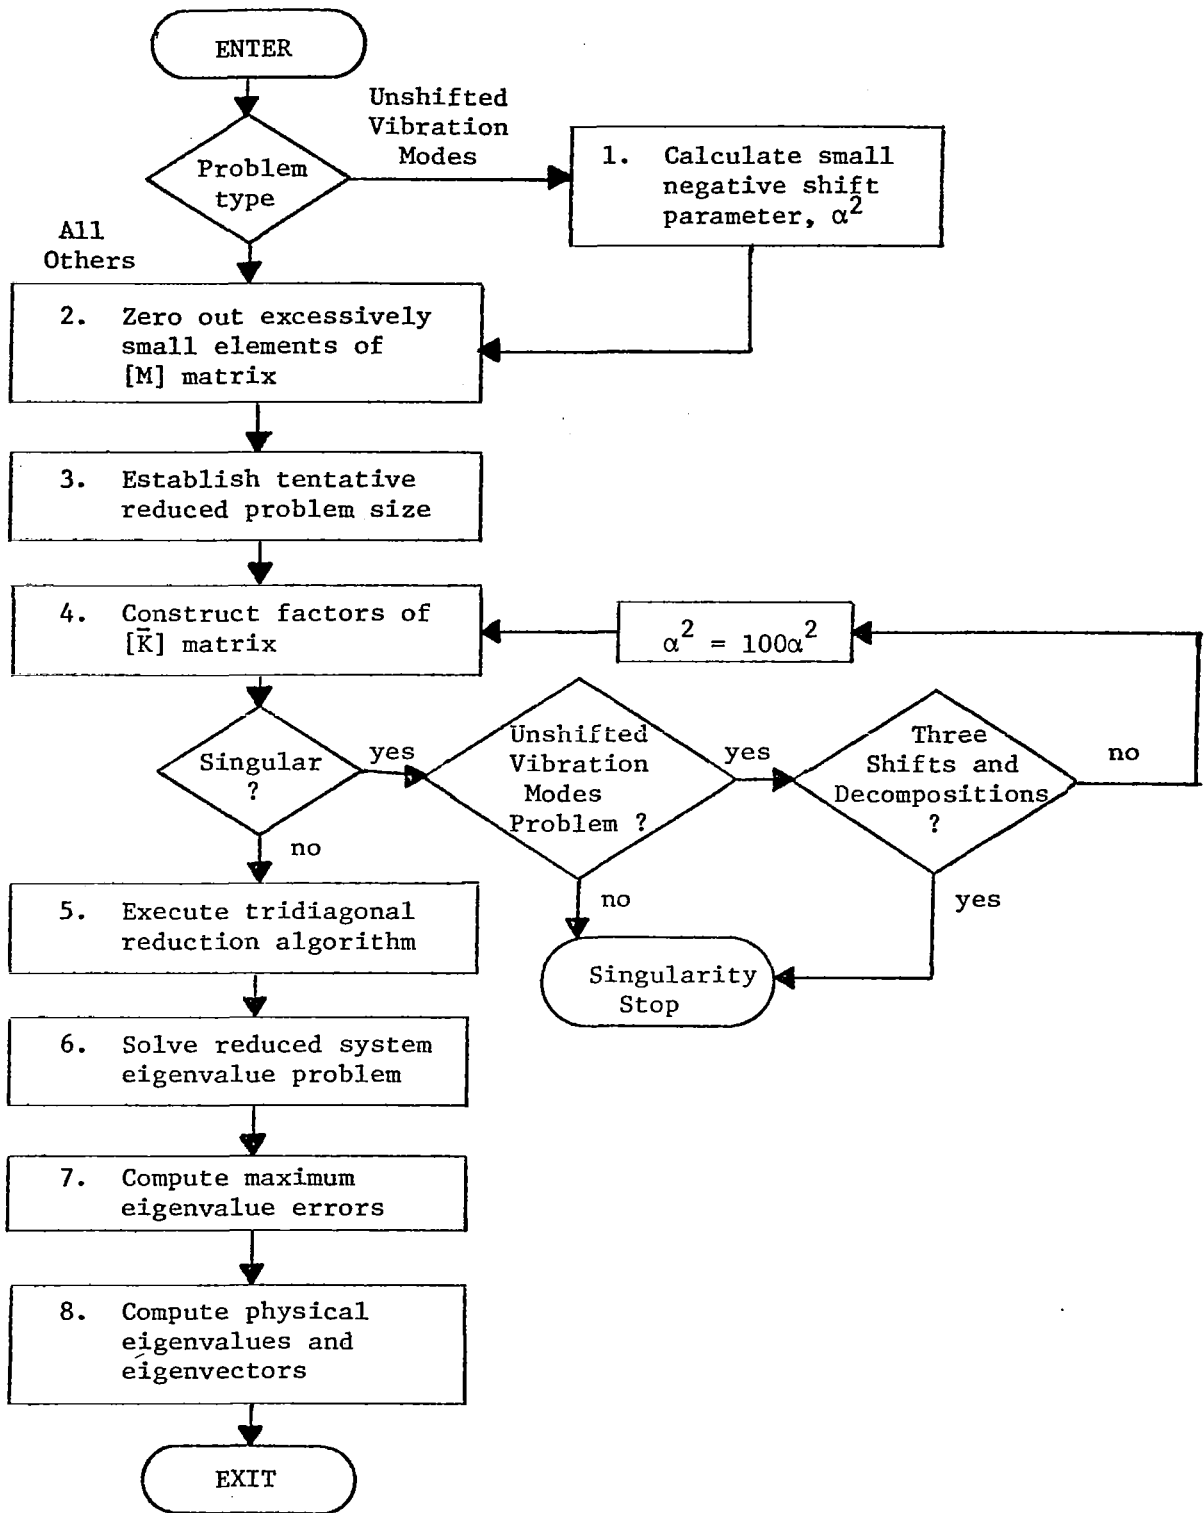 ENTER
Unshifted
Vibration
Modes
Problem
type
1. Calculate small
negative shift
parameter, α²
All
Others
2. Zero out excessively
small elements of
[M] matrix
3. Establish tentative
reduced problem size
4. Construct factors of
[K̄] matrix
α² = 100α²
Singular
?
yes
Unshifted
Vibration
Modes
Problem ?
yes
Three
Shifts and
Decompositions
?
no
no
no
yes
5. Execute tridiagonal
reduction algorithm
Singularity
Stop
6. Solve reduced system
eigenvalue problem
7. Compute maximum
eigenvalue errors
8. Compute physical
eigenvalues and
eigenvectors
EXIT